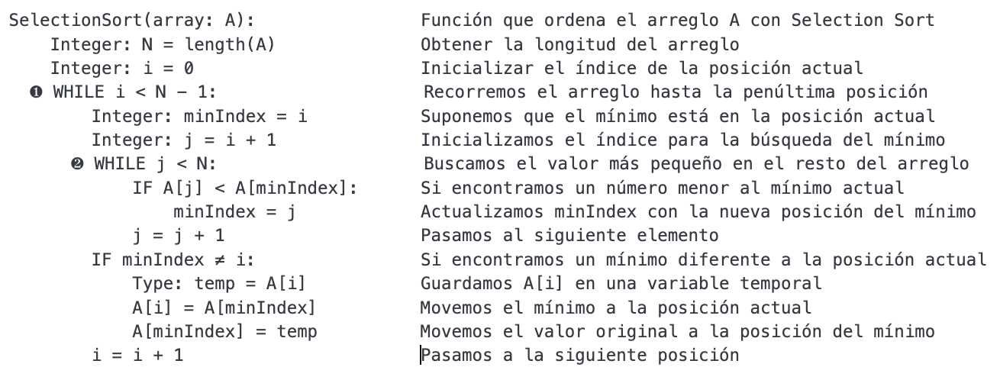 SelectionSort(array: A): Función que ordena el arreglo A con Selection Sort
Integer: N = length(A) Obtener la longitud del arreglo
Integer: i = 0 Inicializar el índice de la posición actual
❶ WHILE i < N – 1: Recorremos el arreglo hasta la penúltima posición
Integer: minIndex = i Suponemos que el mínimo está en la posición actual
Integer: j = i + 1 Inicializamos el índice para la búsqueda del mínimo
❷ WHILE j < N: Buscamos el valor más pequeño en el resto del arreglo
IF A[j] < A[minIndex]: Si encontramos un número menor al mínimo actual
minIndex = j Actualizamos minIndex con la nueva posición del mínimo
j = j + 1 Pasamos al siguiente elemento
IF minIndex ≠ i: Si encontramos un mínimo diferente a la posición actual
Type: temp = A[i] Guardamos A[i] en una variable temporal
A[i] = A[minIndex] Movemos el mínimo a la posición actual
A[minIndex] = temp Movemos el valor original a la posición del mínimo
i = i + 1 Pasamos a la siguiente posición